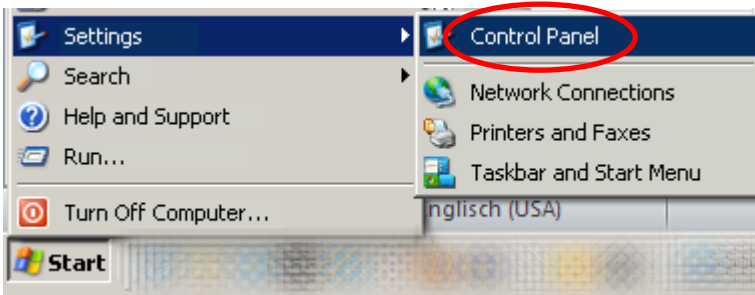 Settings
Control Panel
Search
Network Connections
Help and Support
Printers and Faxes
Run...
Taskbar and Start Menu
Turn Off Computer...
nglisch (USA)
Start